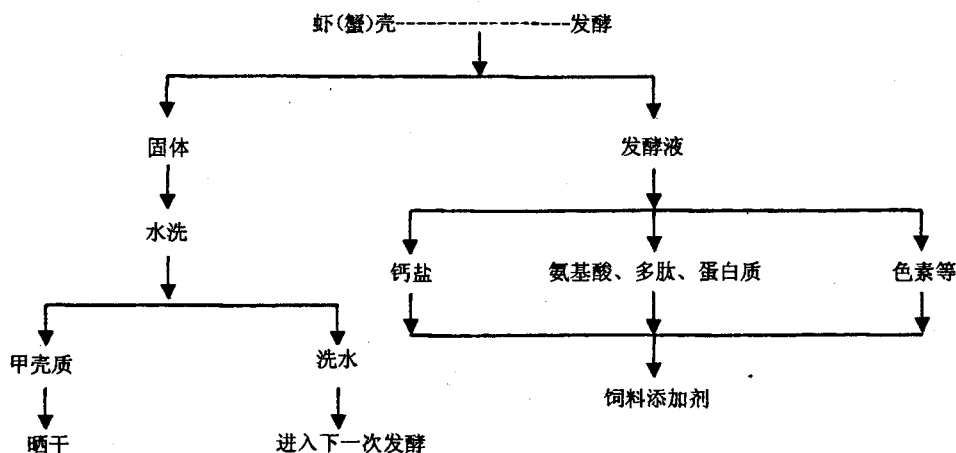 虾(蟹)壳------------------发酵
固体
发酵液
水洗
钙盐
氨基酸、多肽、蛋白质
色素等
甲壳质
洗水
饲料添加剂
晒干
进入下一次发酵